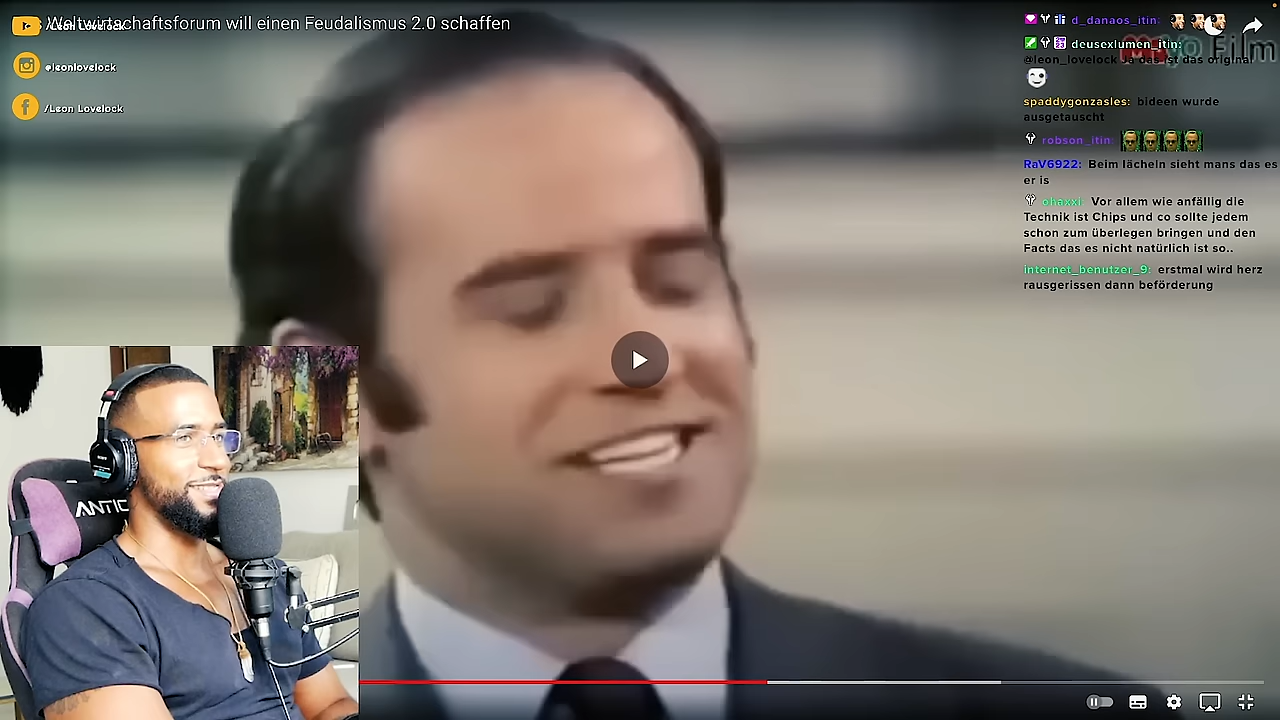 Weltwirtschaftsforum will einen Feudalismus 2.0 schaffen
/Leon Lovelock
@leonlovelock
/Leon Lovelock
ANTIC
d_danaos_itin:
deusexlumen_itin:
@leon_lovelock Ja das ist das original
Film
spaddygonzasles: bideen wurde
ausgetauscht
robson_itin:
RaV6922: Beim lächeln sieht mans das es
er is
ohaxxi: Vor allem wie anfällig die
Technik ist Chips und co sollte jedem
schon zum überlegen bringen und den
Facts das es nicht natürlich ist so..
internet_benutzer_9: erstmal wird herz
rausgerissen dann beförderung